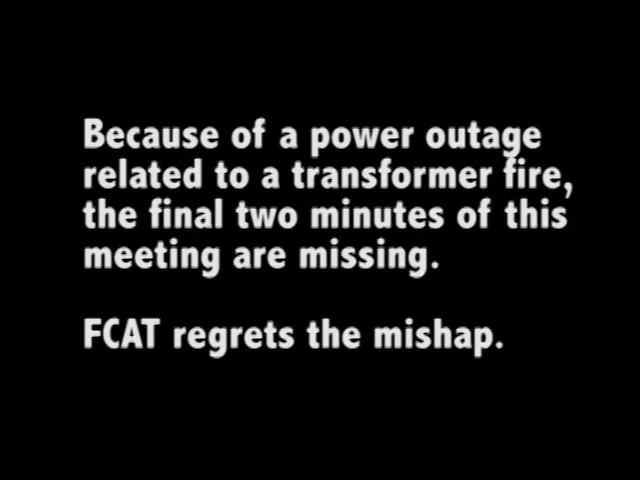 Because of a power outage
related to a transformer fire,
the final two minutes of this
meeting are missing.
FCAT regrets the mishap.